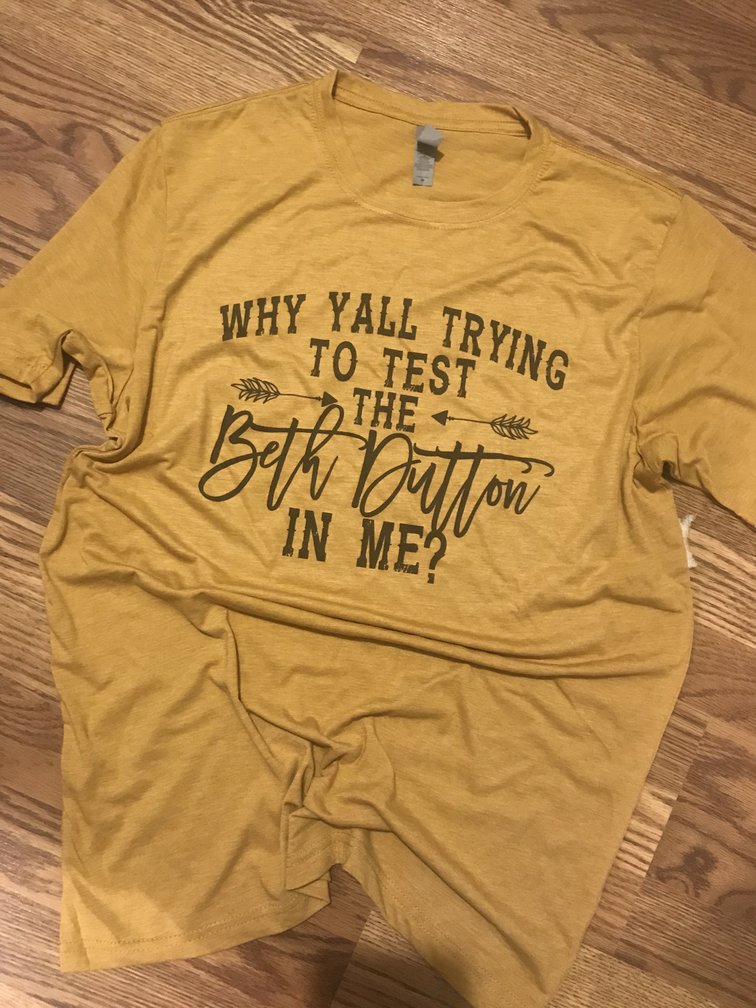 WHY YALL TRYING
TO TEST
THE
Beth Dutton
IN ME?